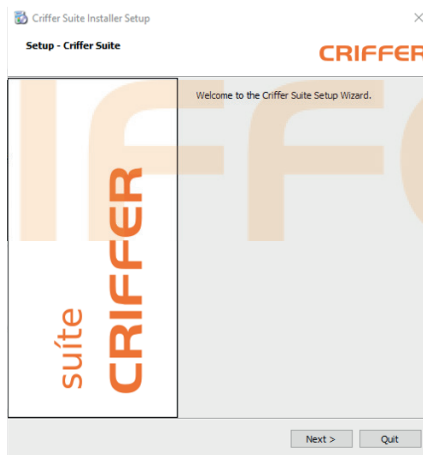 Criffer Suite Installer Setup
Setup - Criffer Suite
CRIFFER
Welcome to the Criffer Suite Setup Wizard.
IFFE
suíte
CRIFFER
Next >
Quit